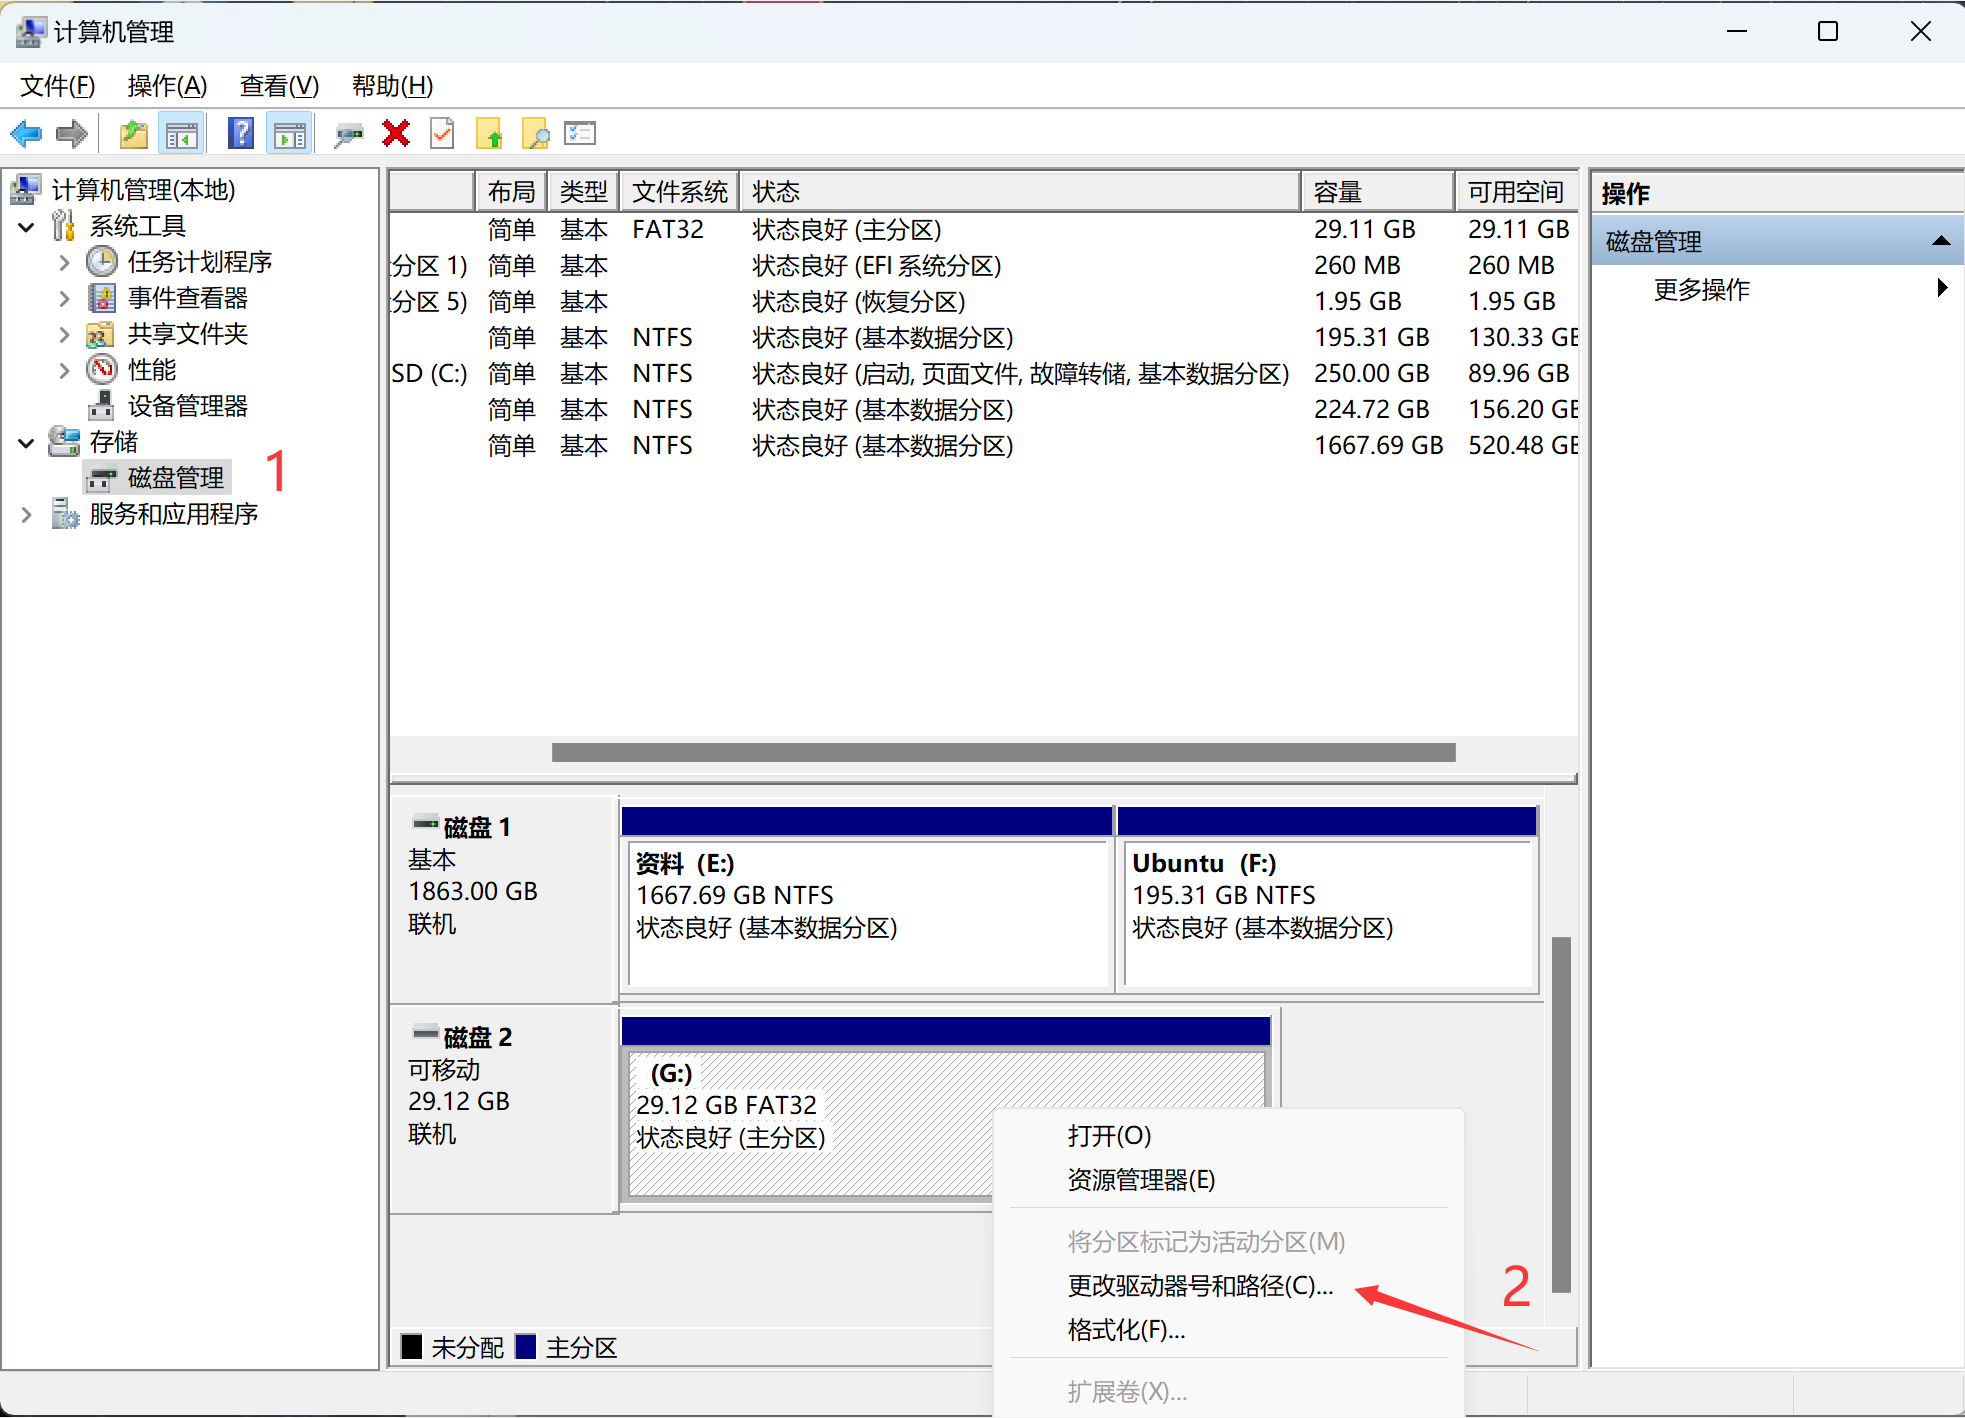 计算机管理
文件(F) 操作(A) 查看(V) 帮助(H)
计算机管理(本地)
系统工具
任务计划程序
事件查看器
共享文件夹
性能
设备管理器
存储
磁盘管理
服务和应用程序
1
布局 类型 文件系统 状态 容量 可用空间
简单 基本 FAT32 状态良好 (主分区) 29.11 GB 29.11 GB
分区 1) 简单 基本 状态良好 (EFI 系统分区) 260 MB 260 MB
分区 5) 简单 基本 状态良好 (恢复分区) 1.95 GB 1.95 GB
简单 基本 NTFS 状态良好 (基本数据分区) 195.31 GB 130.33 GB
SD (C:) 简单 基本 NTFS 状态良好 (启动, 页面文件, 故障转储, 基本数据分区) 250.00 GB 89.96 GB
简单 基本 NTFS 状态良好 (基本数据分区) 224.72 GB 156.20 GB
简单 基本 NTFS 状态良好 (基本数据分区) 1667.69 GB 520.48 GB
磁盘 1
基本
1863.00 GB
联机
资料 (E:)
1667.69 GB NTFS
状态良好 (基本数据分区)
Ubuntu (F:)
195.31 GB NTFS
状态良好 (基本数据分区)
磁盘 2
可移动
29.12 GB
联机
(G:)
29.12 GB FAT32
状态良好 (主分区)
打开(O)
资源管理器(E)
将分区标记为活动分区(M)
更改驱动器号和路径(C)...
格式化(F)...
扩展卷(X)...
2
未分配 主分区
操作
磁盘管理
更多操作